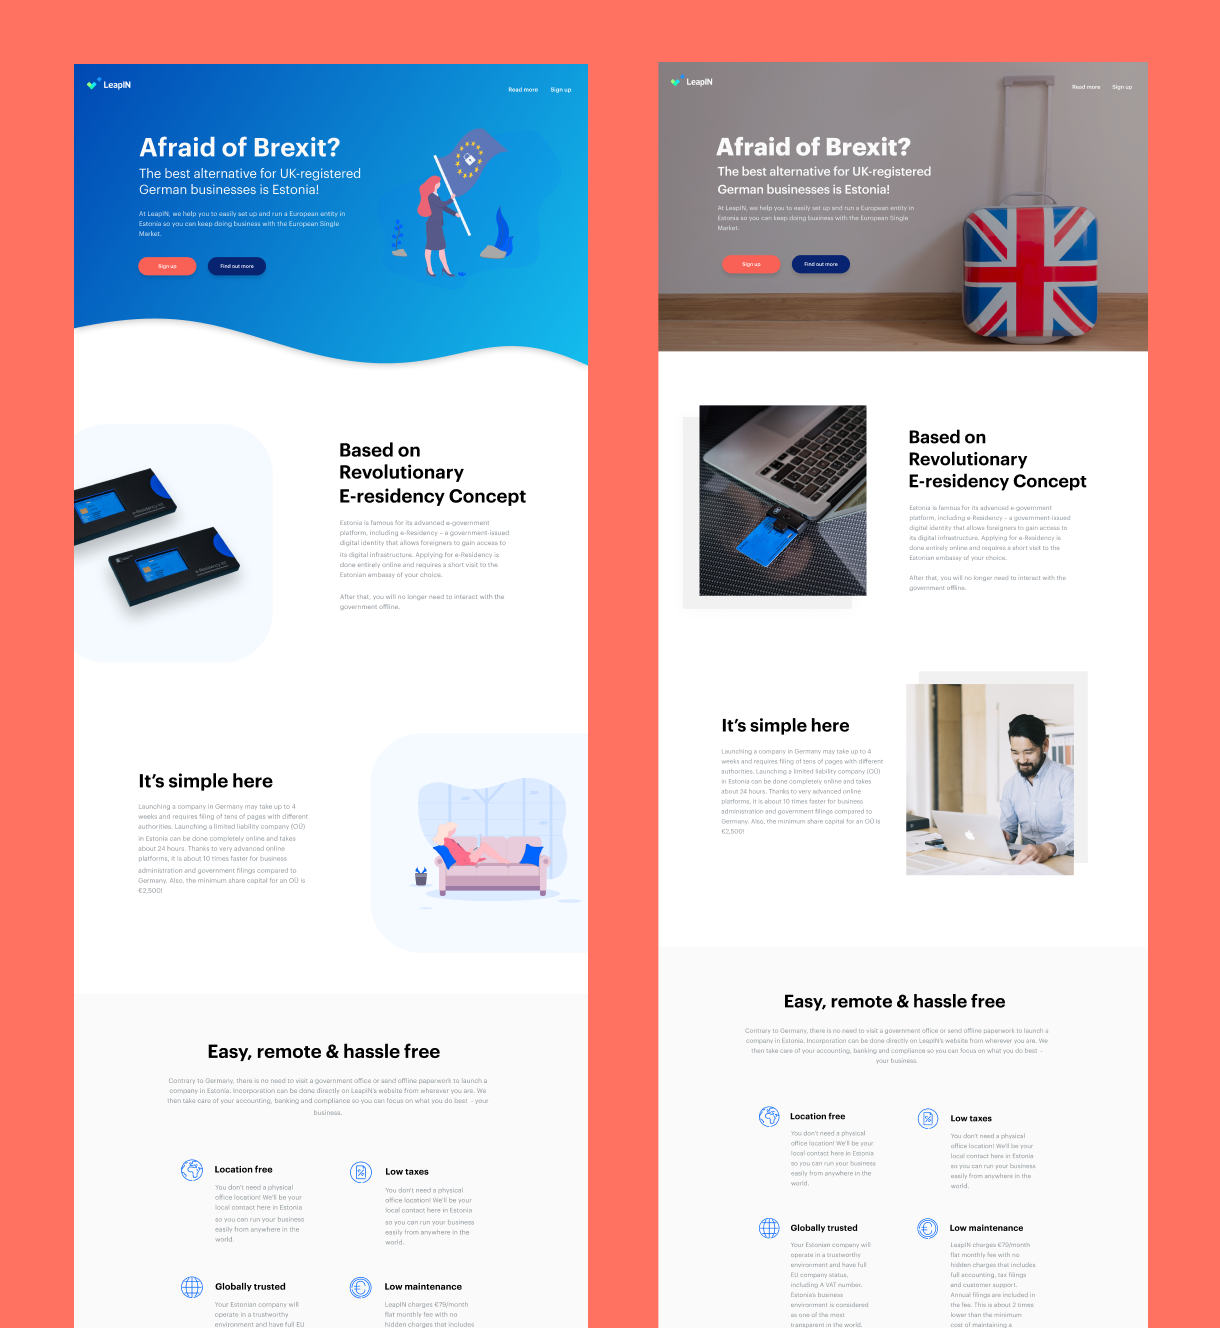 LeapIN
Read more
Sign up
Afraid of Brexit?
The best alternative for UK-registered
German businesses is Estonia!
At LeapIN, we help you to easily set up and run a European entity in
Estonia so you can keep doing business with the European Single
Market.
Sign up
Find out more
Based on
Revolutionary
E-residency Concept
Estonia is famous for its advanced e-government
platform, including e-Residency – a government-issued
digital identity that allows foreigners to gain access to
its digital infrastructure. Applying for e-Residency is
done entirely online and requires a short visit to the
Estonian embassy of your choice.
After that, you will no longer need to interact with the
government offline.
It's simple here
Launching a company in Germany may take up to 4
weeks and requires filing of tens of pages with different
authorities. Launching a limited liability company (OÜ)
in Estonia can be done completely online and takes
about 24 hours. Thanks to very advanced online
platforms, it is about 10 times faster for business
administration and government filings compared to
Germany. Also, the minimum share capital for an OÜ is
€2,500!
Easy, remote & hassle free
Contrary to Germany, there is no need to visit a government office or send offline paperwork to launch a
company in Estonia. Incorporation can be done directly on LeapIN's website from wherever you are. We
then take care of your accounting, banking and compliance so you can focus on what you do best - your
business.
Location free
You don't need a physical
office location! We'll be your
local contact here in Estonia
so you can run your business
easily from anywhere in the
world.
Low taxes
You don't need a physical
office location! We'll be your
local contact here in Estonia
so you can run your business
easily from anywhere in the
world.
Globally trusted
Your Estonian company will
operate in a trustworthy
environment and have full EU
Low maintenance
LeapIN charges €79/month
flat monthly fee with no
hidden charges that includes
LeapIN
Read more
Sign up
Afraid of Brexit?
The best alternative for UK-registered
German businesses is Estonia!
At LeapIN, we help you to easily set up and run a European entity in
Estonia so you can keep doing business with the European Single
Market.
Sign up
Find out more
Based on
Revolutionary
E-residency Concept
Estonia is famous for its advanced e-government
platform, including e-Residency – a government-issued
digital identity that allows foreigners to gain access to
its digital infrastructure. Applying for e-Residency is
done entirely online and requires a short visit to the
Estonian embassy of your choice.
After that, you will no longer need to interact with the
government offline.
It's simple here
Launching a company in Germany may take up to 4
weeks and requires filing of tens of pages with different
authorities. Launching a limited liability company (OÜ)
in Estonia can be done completely online and takes
about 24 hours. Thanks to very advanced online
platforms, it is about 10 times faster for business
administration and government filings compared to
Germany. Also, the minimum share capital for an OÜ is
€2,500!
Easy, remote & hassle free
Contrary to Germany, there is no need to visit a government office or send offline paperwork to launch a
company in Estonia. Incorporation can be done directly on LeapIN's website from wherever you are. We
then take care of your accounting, banking and compliance so you can focus on what you do best -
your business.
Location free
You don't need a physical
office location! We'll be your
local contact here in Estonia
so you can run your business
easily from anywhere in the
world.
Low taxes
You don't need a physical
office location! We'll be your
local contact here in Estonia
so you can run your business
easily from anywhere in the
world.
Globally trusted
Your Estonian company will
operate in a trustworthy
environment and have full
EU company status,
including A VAT number.
Estonia's business
environment is considered
as one of the most
transparent in the world.
Low maintenance
LeapIN charges €79/month
flat monthly fee with no
hidden charges that includes
full accounting, tax filings
and customer support.
Annual filings are included in
the fee. This is about 2 times
lower than the minimum
cost of maintaining a